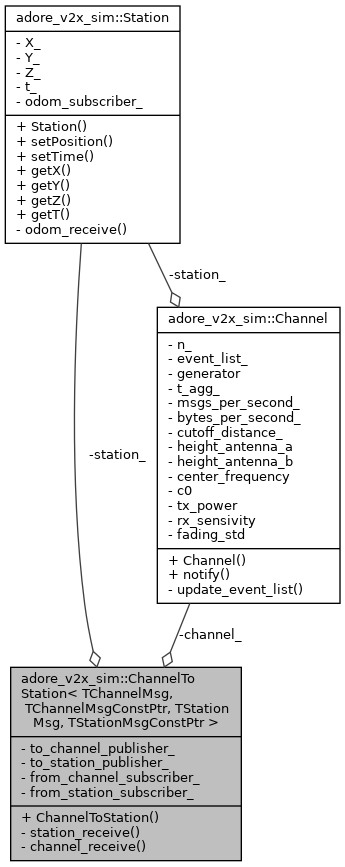 adore_v2x_sim::Station
- X_
- Y_
- Z_
- t_
- odom_subscriber_
+ Station()
+ setPosition()
+ setTime()
+ getX()
+ getY()
+ getZ()
+ getT()
- odom_receive()
-station_
adore_v2x_sim::Channel
- n_
- event_list_
- generator
- t_agg_
- msgs_per_second_
- bytes_per_second_
- cutoff_distance_
- height_antenna_a
- height_antenna_b
- center_frequency
- c0
- tx_power
- rx_sensivity
- fading_std
+ Channel()
+ notify()
- update_event_list()
-station_
-channel_
adore_v2x_sim::ChannelTo
Station< TChannelMsg,
TChannelMsgConstPtr, TStation
Msg, TStationMsgConstPtr >
- to_channel_publisher_
- to_station_publisher_
- from_channel_subscriber_
- from_station_subscriber_
+ ChannelToStation()
- station_receive()
- channel_receive()